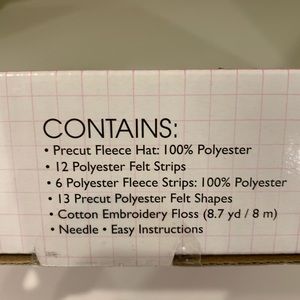 CONTAINS:
• Precut Fleece Hat: 100% Polyester
• 12 Polyester Felt Strips
• 6 Polyester Fleece Strips: 100% Polyester
• 13 Precut Polyester Felt Shapes
• Cotton Embroidery Floss (8.7 yd / 8 m)
• Needle • Easy Instructions